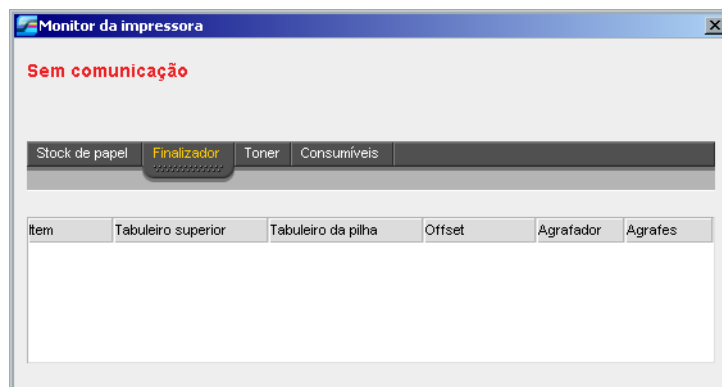 Monitor da impressora
Sem comunicação
Stock de papel Finalizador Toner Consumíveis
Item Tabuleiro superior Tabuleiro da pilha Offset Agrafador Agrafes